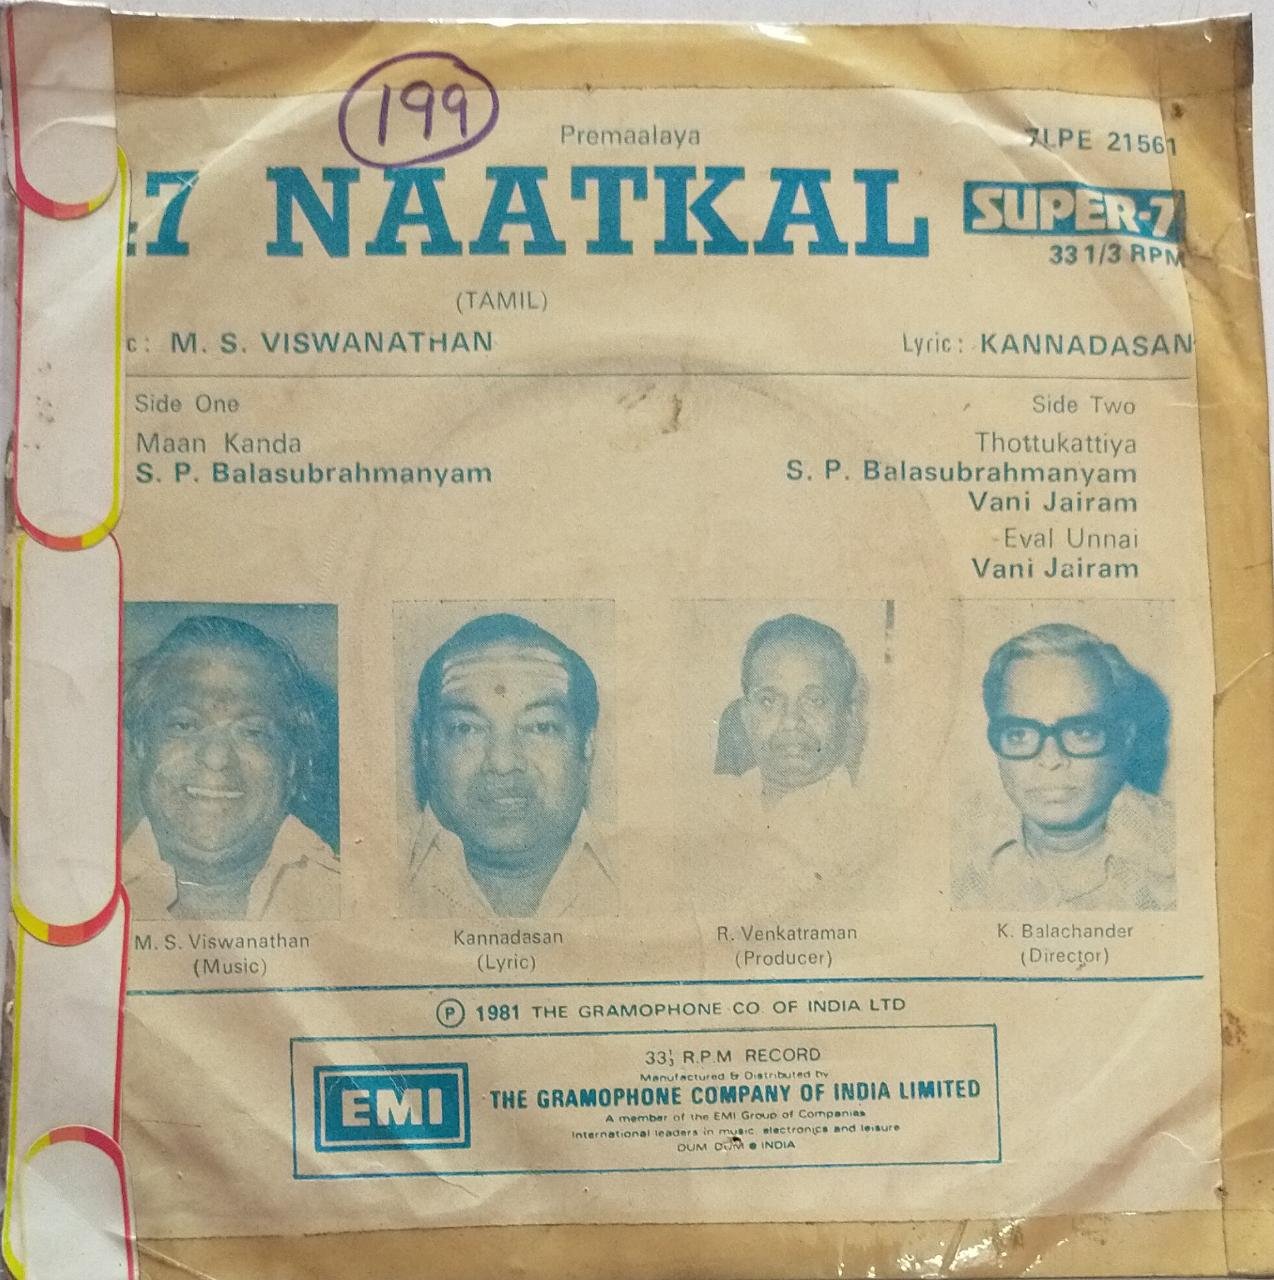 199
Premaalaya
7LPE 21561
7 NAATKAL
SUPER-7
33 1/3 RPM
(TAMIL)
c: M. S. VISWANATHAN
Lyric: KANNADASAN
Side One
Maan Kanda
S. P. Balasubrahmanyam
Side Two
Thottukattiya
S. P. Balasubrahmanyam
Vani Jairam
Eval Unnai
Vani Jairam
M. S. Viswanathan
(Music)
Kannadasan
(Lyric)
R. Venkatraman
(Producer)
K. Balachander
(Director)
Ⓟ 1981 THE GRAMOPHONE CO. OF INDIA LTD
EMI
33⅓ R.P.M RECORD
Manufactured & Distributed by
THE GRAMOPHONE COMPANY OF INDIA LIMITED
A member of the EMI Group of Companies
International leaders in music, electronics and leisure
DUM DUM ● INDIA